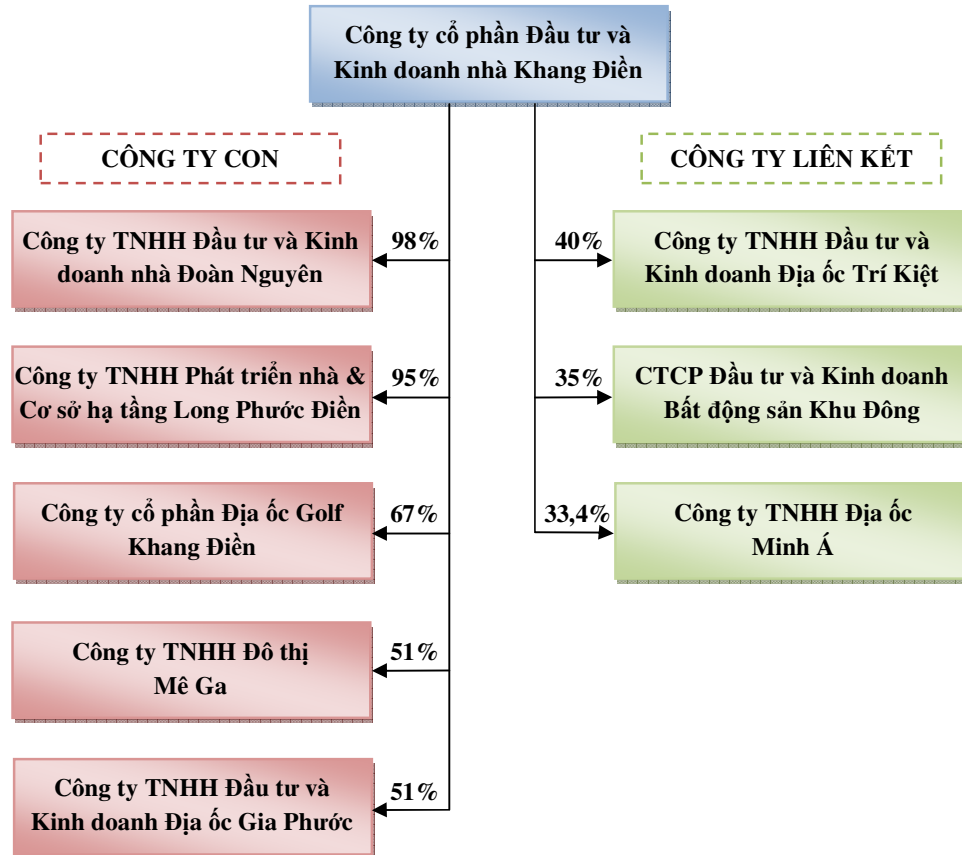 Công ty cổ phần Đầu tư và
Kinh doanh nhà Khang Điền
CÔNG TY CON
CÔNG TY LIÊN KẾT
Công ty TNHH Đầu tư và Kinh
doanh nhà Đoàn Nguyên
98%
40%
Công ty TNHH Đầu tư và
Kinh doanh Địa ốc Trí Kiệt
Công ty TNHH Phát triển nhà &
Cơ sở hạ tầng Long Phước Điền
95%
35%
CTCP Đầu tư và Kinh doanh
Bất động sản Khu Đông
Công ty cổ phần Địa ốc Golf
Khang Điền
67%
33,4%
Công ty TNHH Địa ốc
Minh Á
Công ty TNHH Đô thị
Mê Ga
51%
Công ty TNHH Đầu tư và
Kinh doanh Địa ốc Gia Phước
51%